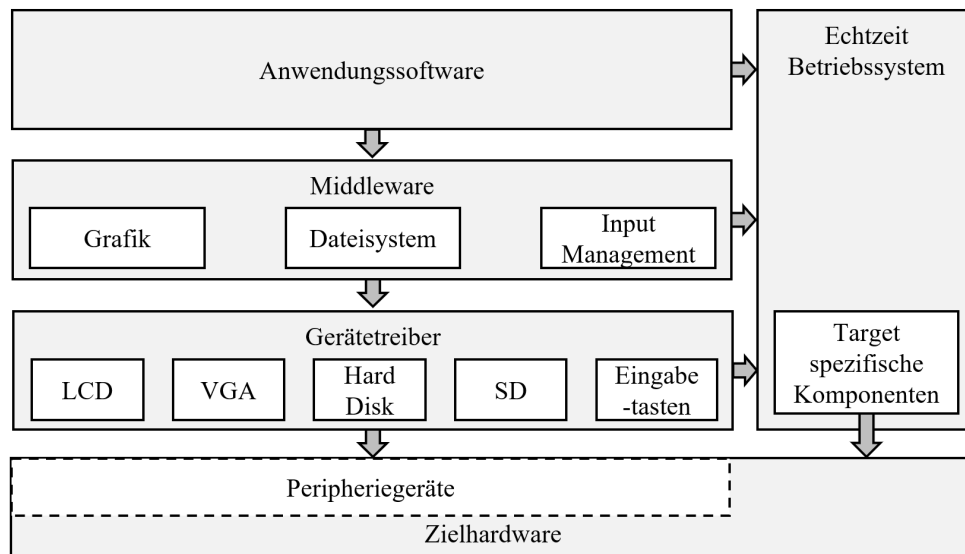 Anwendungssoftware
Echtzeit
Betriebssystem
Middleware
Grafik
Dateisystem
Input
Management
Gerätetreiber
LCD
VGA
Hard
Disk
SD
Eingabe
-tasten
Target
spezifische
Komponenten
Peripheriegeräte
Zielhardware